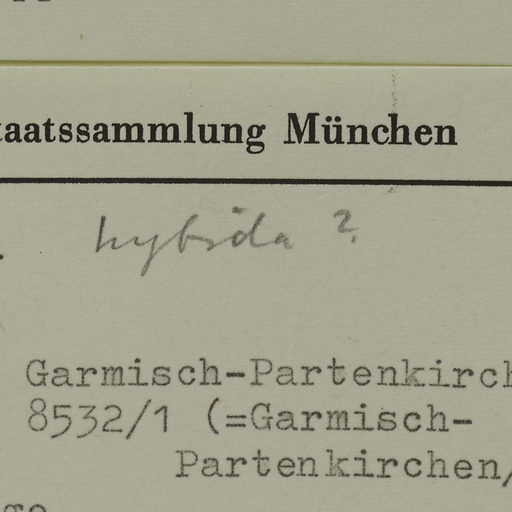 taatssammlung München
hybrida ?
Garmisch-Partenkirch
8532/1 (=Garmisch-
Partenkirchen/